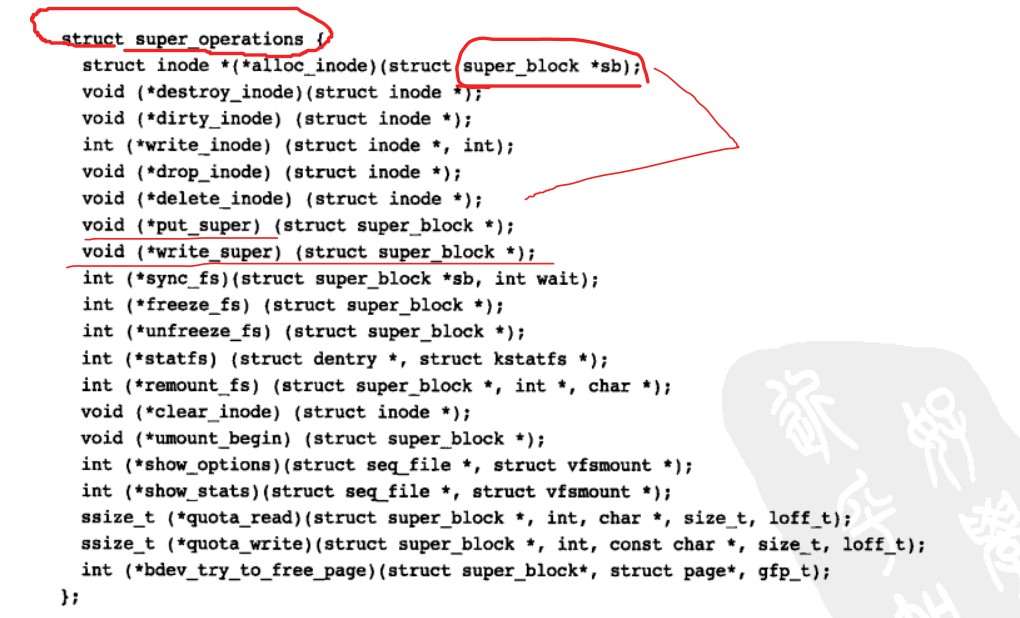 struct super_operations {
struct inode *(*alloc_inode)(struct super_block *sb);
void (*destroy_inode)(struct inode *);
void (*dirty_inode) (struct inode *);
int (*write_inode) (struct inode *, int);
void (*drop_inode) (struct inode *);
void (*delete_inode) (struct inode *);
void (*put_super) (struct super_block *);
void (*write_super) (struct super_block *);
int (*sync_fs)(struct super_block *sb, int wait);
int (*freeze_fs) (struct super_block *);
int (*unfreeze_fs) (struct super_block *);
int (*statfs) (struct dentry *, struct kstatfs *);
int (*remount_fs) (struct super_block *, int *, char *);
void (*clear_inode) (struct inode *);
void (*umount_begin) (struct super_block *);
int (*show_options)(struct seq_file *, struct vfsmount *);
int (*show_stats)(struct seq_file *, struct vfsmount *);
ssize_t (*quota_read)(struct super_block *, int, char *, size_t, loff_t);
ssize_t (*quota_write)(struct super_block *, int, const char *, size_t, loff_t);
int (*bdev_try_to_free_page)(struct super_block*, struct page*, gfp_t);
};